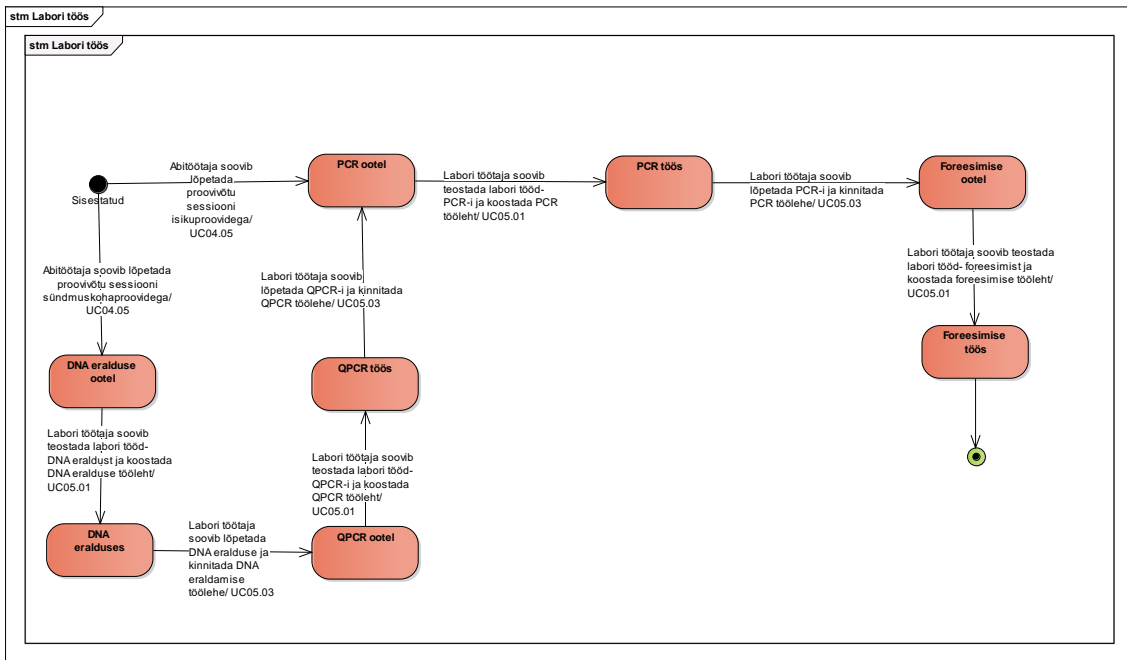 stm Labori töös
stm Labori töös
Sisestatud
Abitöötaja soovib
lõpetada
proovivõtu
sessiooni
isikuproovidega/
UC04.05
PCR ootel
Labori töötaja soovib
teostada labori tööd-
PCR-i ja koostada PCR
tööleht/ UC05.01
PCR töös
Labori töötaja soovib
lõpetada PCR-i ja kinnitada
PCR töölehe/ UC05.03
Foreesimise
ootel
Abitöötaja soovib lõpetada
proovivõtu sessiooni
sündmuskohaproovidega/
UC04.05
Labori töötaja soovib
lõpetada QPCR-i ja kinnitada
QPCR töölehe/ UC05.03
Labori töötaja soovib teostada
labori tööd- foreesimist ja
koostada foreesimise tööleht/
UC05.01
DNA eralduse
ootel
QPCR töös
Foreesimise
töös
Labori töötaja soovib
teostada labori tööd-
DNA eraldust ja koostada
DNA eralduse tööleht/
UC05.01
Labori töötaja soovib
teostada labori tööd-
QPCR-i ja koostada
QPCR tööleht/
UC05.01
DNA
eralduses
Labori töötaja
soovib lõpetada
DNA eralduse ja
kinnitada DNA
eraldamise
töölehe/ UC05.03
QPCR ootel